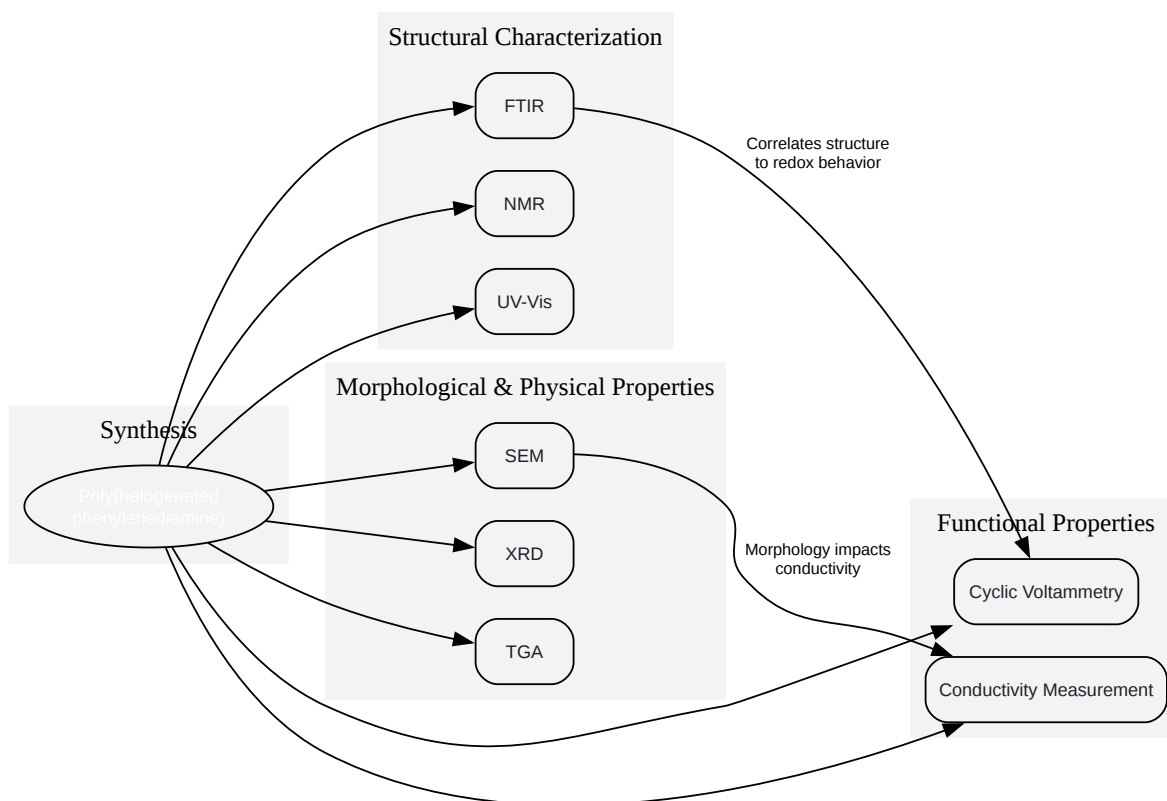 Structural Characterization
FTIR
Correlates structure
to redox behavior
NMR
UV-Vis
Morphological & Physical Properties
Synthesis
SEM
Poly(halogenated
phenylenediamine)
Functional Properties
XRD
Morphology impacts
conductivity
Cyclic Voltammetry
TGA
Conductivity Measurement